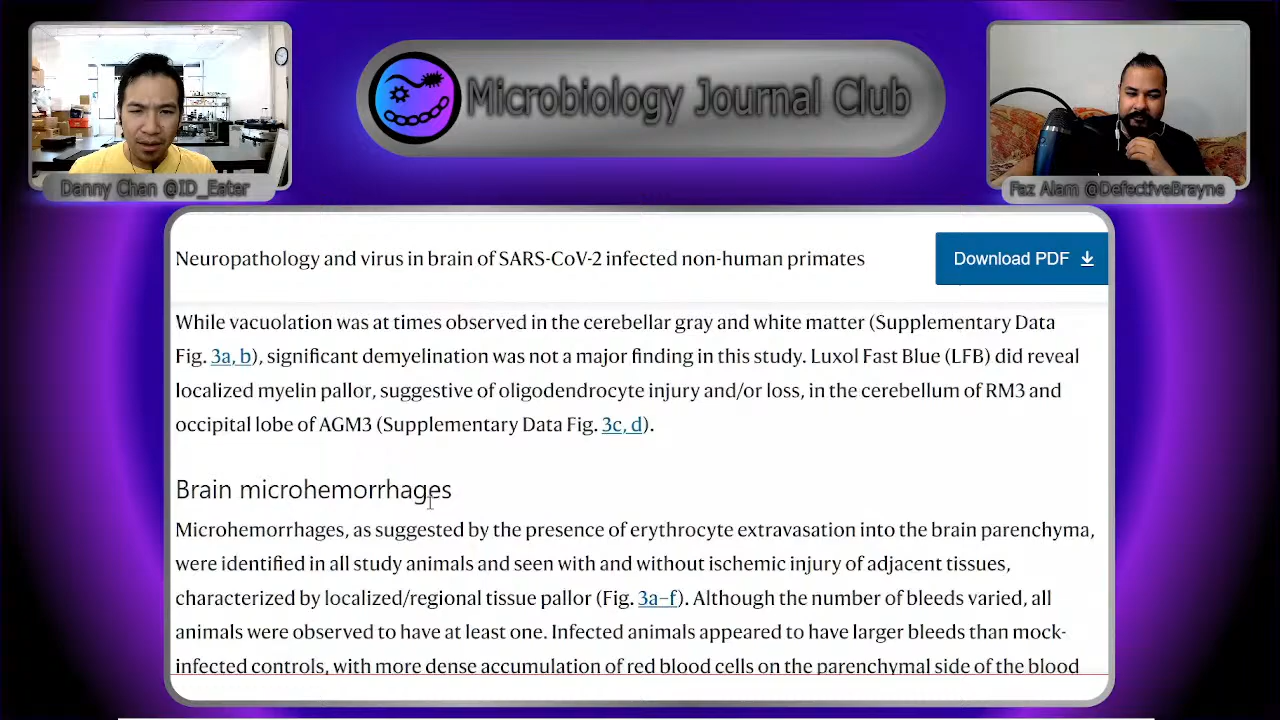 Microbiology Journal Club
Danny Chan @ID_Eater
Faz Alam @DefectiveBrayne
Neuropathology and virus in brain of SARS-CoV-2 infected non-human primates
Download PDF
While vacuolation was at times observed in the cerebellar gray and white matter (Supplementary Data
Fig. 3a, b), significant demyelination was not a major finding in this study. Luxol Fast Blue (LFB) did reveal
localized myelin pallor, suggestive of oligodendrocyte injury and/or loss, in the cerebellum of RM3 and
occipital lobe of AGM3 (Supplementary Data Fig. 3c, d).
Brain microhemorrhages
Microhemorrhages, as suggested by the presence of erythrocyte extravasation into the brain parenchyma,
were identified in all study animals and seen with and without ischemic injury of adjacent tissues,
characterized by localized/regional tissue pallor (Fig. 3a–f). Although the number of bleeds varied, all
animals were observed to have at least one. Infected animals appeared to have larger bleeds than mock-
infected controls, with more dense accumulation of red blood cells on the parenchymal side of the blood